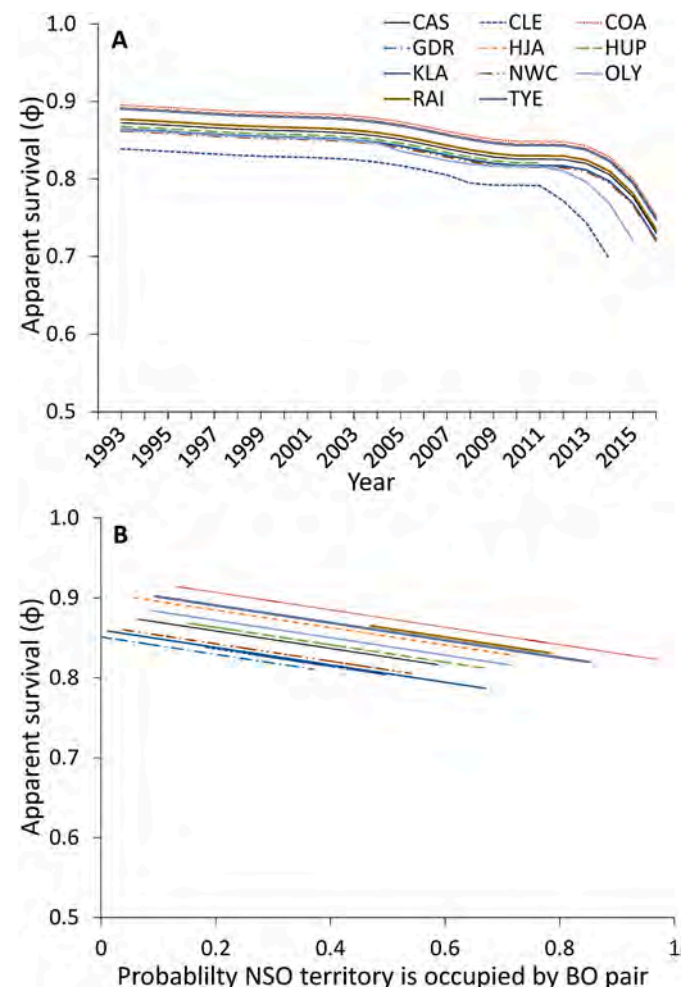 A
CAS CLE COA
GDR HJA HUP
KLA NWC OLY
RAI TYE
Apparent survival (ϕ)
1.0
0.9
0.8
0.7
0.6
0.5
1993 1995 1997 1999 2001 2003 2005 2007 2009 2011 2013 2015
Year
B
Apparent survival (ϕ)
1.0
0.9
0.8
0.7
0.6
0.5
0 0.2 0.4 0.6 0.8 1
Probablilty NSO territory is occupied by BO pair